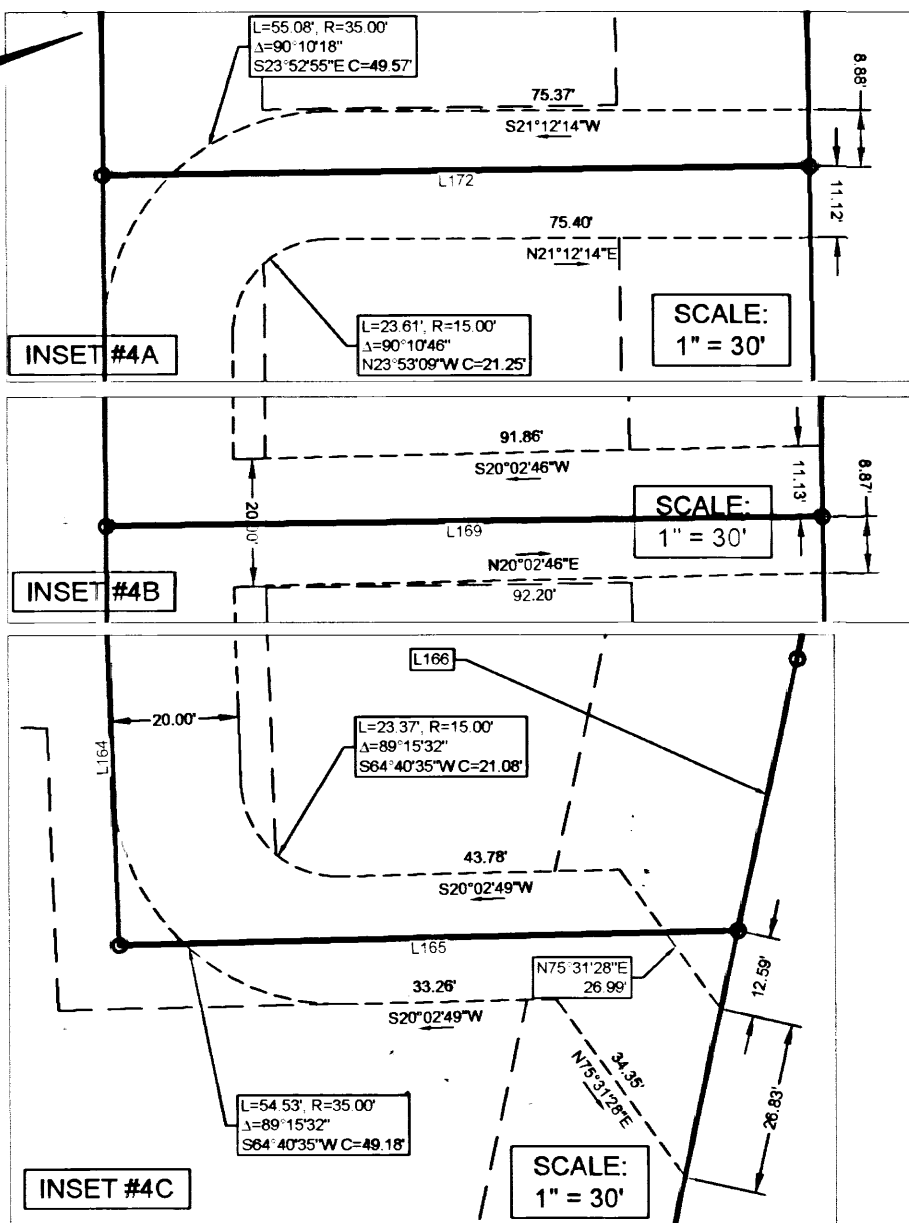 L=55.08', R=35.00'
Δ=90°10'18"
S23°52'55"E C=49.57'
75.37'
S21°12'14"W
8.88'
L172
11.12'
75.40'
N21°12'14"E
L=23.61', R=15.00'
Δ=90°10'46"
N23°53'09"W C=21.25'
SCALE:
1" = 30'
INSET #4A
91.86'
S20°02'46"W
11.13'
8.87'
20.00'
L169
SCALE:
1" = 30'
N20°02'46"E
92.20'
INSET #4B
L166
20.00'
L164
L=23.37', R=15.00'
Δ=89°15'32"
S64°40'35"W C=21.08'
43.78'
S20°02'49"W
L165
N75°31'28"E
26.99'
12.59'
33.26'
S20°02'49"W
34.35'
N75°31'28"E
26.83'
L=54.53', R=35.00'
Δ=89°15'32"
S64°40'35"W C=49.18'
SCALE:
1" = 30'
INSET #4C